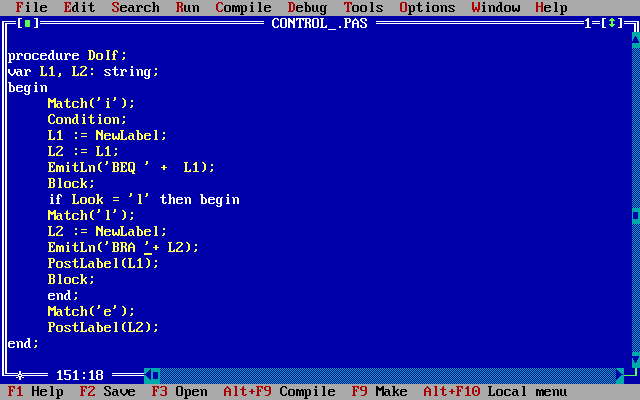 File Edit Search Run Compile Debug Tools Options Window Help
[■] CONTROL_.PAS 1=[↕]
procedure DoIf;
var L1, L2: string;
begin
Match('i');
Condition;
L1 := NewLabel;
L2 := L1;
EmitLn('BEQ ' +  L1);
Block;
if Look = 'l' then begin
Match('l');
L2 := NewLabel;
EmitLn('BRA '+ L2);
PostLabel(L1);
Block;
end;
Match('e');
PostLabel(L2);
end;
151:18
F1 Help F2 Save F3 Open Alt+F9 Compile F9 Make Alt+F10 Local menu